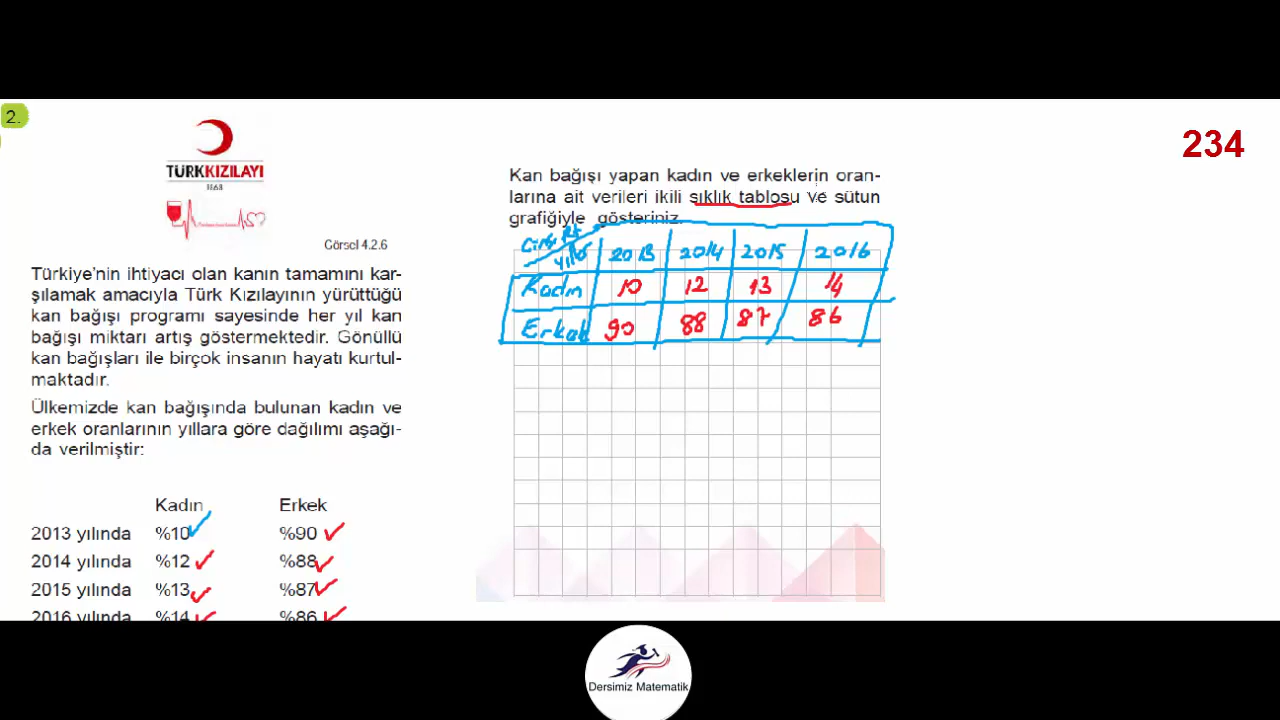 2.
234
TÜRKKIZILAYI
1868
Görsel 4.2.6
Türkiye'nin ihtiyacı olan kanın tamamını kar-
şılamak amacıyla Türk Kızılayının yürüttüğü
kan bağışı programı sayesinde her yıl kan
bağışı miktarı artış göstermektedir. Gönüllü
kan bağışları ile birçok insanın hayatı kurtul-
maktadır.
Ülkemizde kan bağışında bulunan kadın ve
erkek oranlarının yıllara göre dağılımı aşağı-
da verilmiştir:
Kadın Erkek
2013 yılında %10 %90
2014 yılında %12 %88
2015 yılında %13 %87
2016 yılında %14 %86
Kan bağışı yapan kadın ve erkeklerin oran-
larına ait verileri ikili sıklık tablosu ve sütun
grafiğiyle gösteriniz.
yıllar 2013 2014 2015 2016
Kadın 10 12 13 14
Erkek 90 88 87 86
Dersimiz Matematik